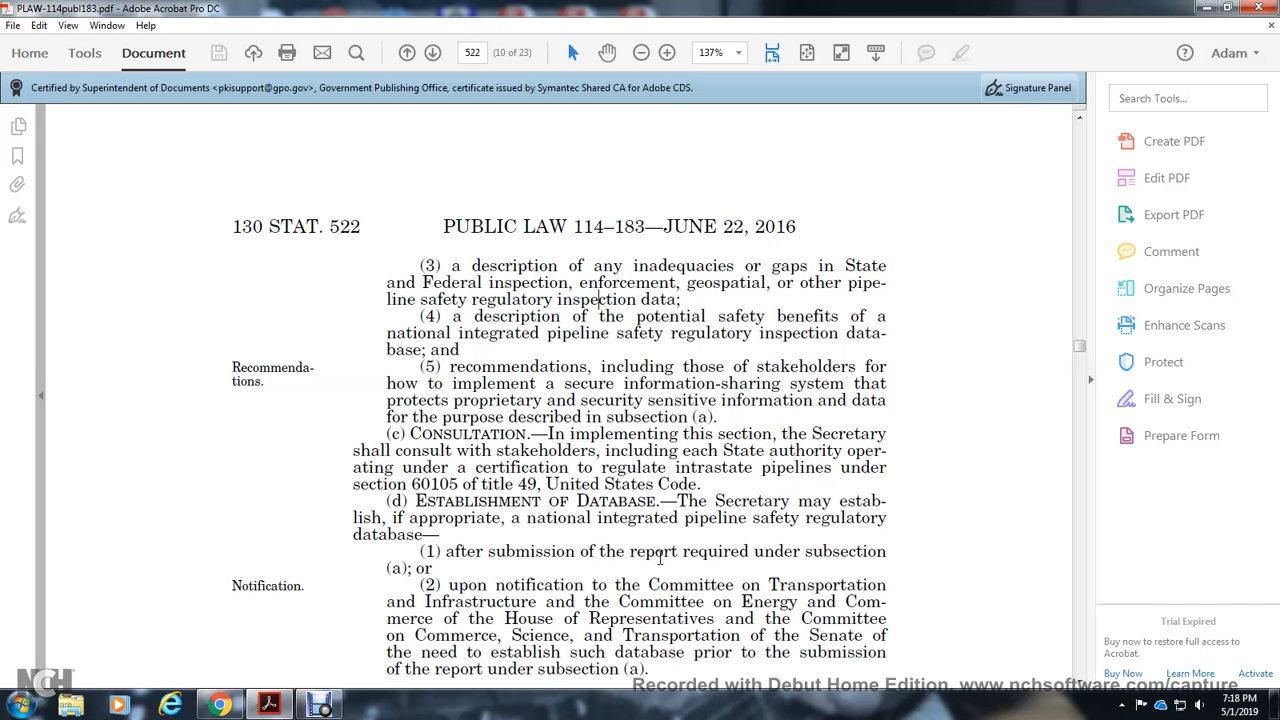 PLAW-114publ183.pdf - Adobe Acrobat Pro DC
File Edit View Window Help
Home Tools Document 522 (10 of 23) 137% Adam
Certified by Superintendent of Documents <pkisupport@gpo.gov>, Government Publishing Office, certificate issued by Symantec Shared CA for Adobe CDS. Signature Panel
130 STAT. 522 PUBLIC LAW 114–183—JUNE 22, 2016
(3) a description of any inadequacies or gaps in State
and Federal inspection, enforcement, geospatial, or other pipe-
line safety regulatory inspection data;
(4) a description of the potential safety benefits of a
national integrated pipeline safety regulatory inspection data-
base; and
Recommenda-
tions.
(5) recommendations, including those of stakeholders for
how to implement a secure information-sharing system that
protects proprietary and security sensitive information and data
for the purpose described in subsection (a).
(c) CONSULTATION.—In implementing this section, the Secretary
shall consult with stakeholders, including each State authority oper-
ating under a certification to regulate intrastate pipelines under
section 60105 of title 49, United States Code.
(d) ESTABLISHMENT OF DATABASE.—The Secretary may estab-
lish, if appropriate, a national integrated pipeline safety regulatory
database—
(1) after submission of the report required under subsection
(a); or
Notification.
(2) upon notification to the Committee on Transportation
and Infrastructure and the Committee on Energy and Com-
merce of the House of Representatives and the Committee
on Commerce, Science, and Transportation of the Senate of
the need to establish such database prior to the submission
of the report under subsection (a).
Search Tools...
Create PDF
Edit PDF
Export PDF
Comment
Organize Pages
Enhance Scans
Protect
Fill & Sign
Prepare Form
Trial Expired
Buy now to restore full access to
Acrobat.
Buy Now Learn More Activate
NCH
Recorded with Debut Home Edition. www.nchsoftware.com/capture
7:18 PM
5/1/2019